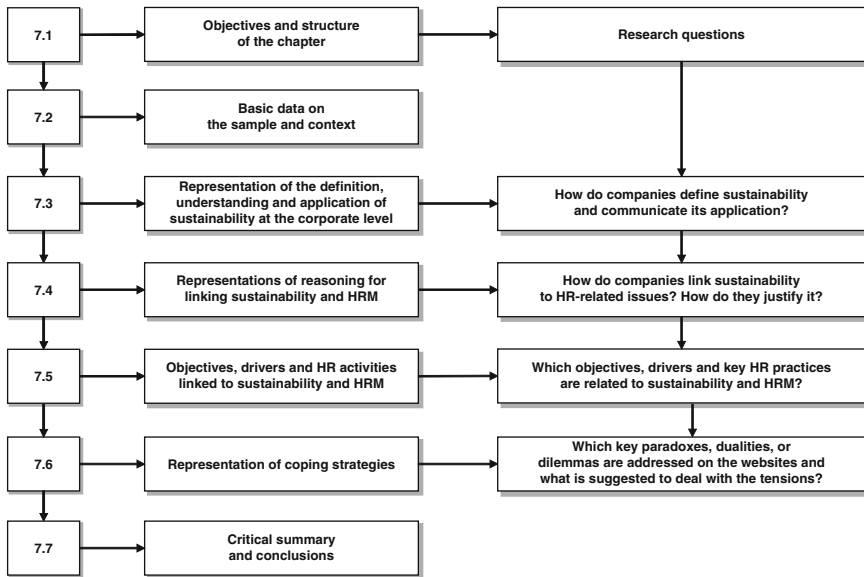 7.1
Objectives and structure
of the chapter
Research questions
7.2
Basic data on
the sample and context
7.3
Representation of the definition,
understanding and application of
sustainability at the corporate level
How do companies define sustainability
and communicate its application?
7.4
Representations of reasoning for
linking sustainability and HRM
How do companies link sustainability
to HR-related issues? How do they justify it?
7.5
Objectives, drivers and HR activities
linked to sustainability and HRM
Which objectives, drivers and key HR practices
are related to sustainability and HRM?
7.6
Representation of coping strategies
Which key paradoxes, dualities, or
dilemmas are addressed on the websites and
what is suggested to deal with the tensions?
7.7
Critical summary
and conclusions